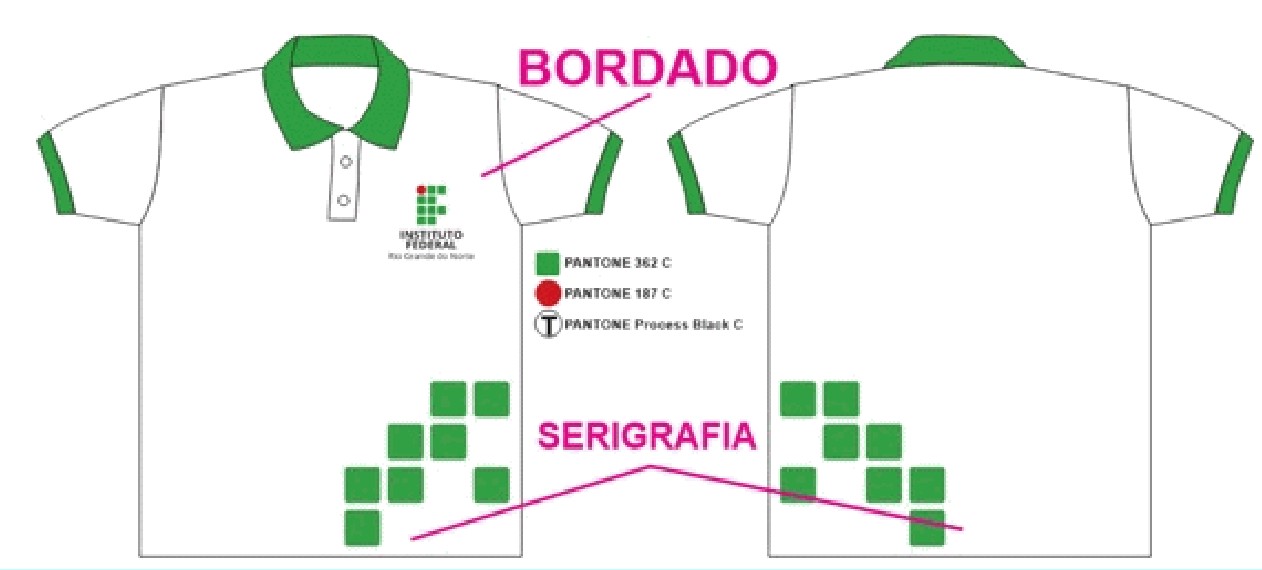 BORDADO
INSTITUTO
FEDERAL
Rio Grande do Norte
PANTONE 362 C
PANTONE 187 C
T PANTONE Process Black C
SERIGRAFIA